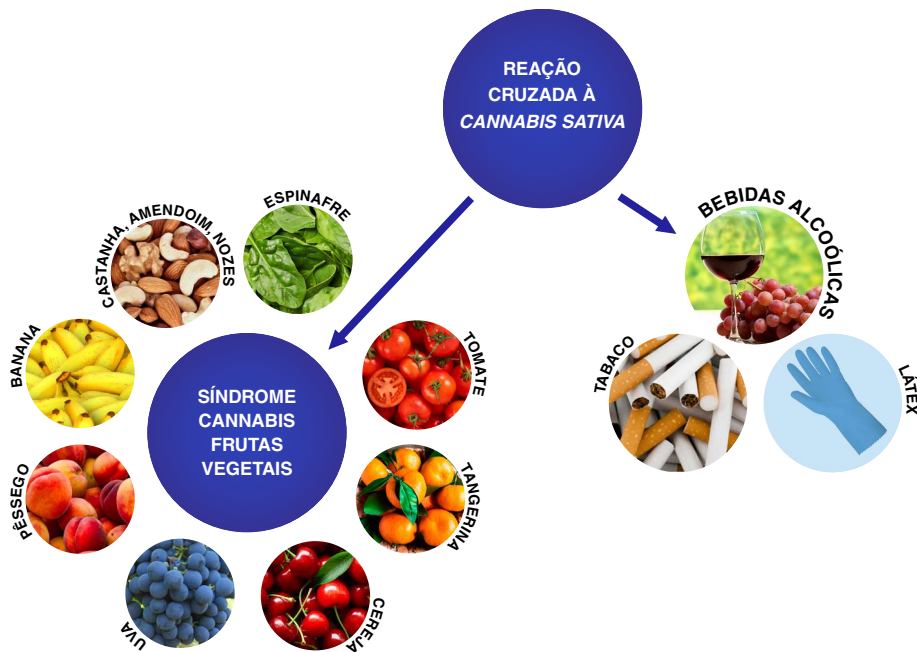 REAÇÃO
CRUZADA À
CANNABIS SATIVA
BEBIDAS ALCOÓLICAS
TABACO
LÁTEX
ESPINAFRE
CASTANHA, AMENDOIM, NOZES
BANANA
TOMATE
SÍNDROME
CANNABIS
FRUTAS
VEGETAIS
PÊSSEGO
TANGERINA
UVA
CEREJA